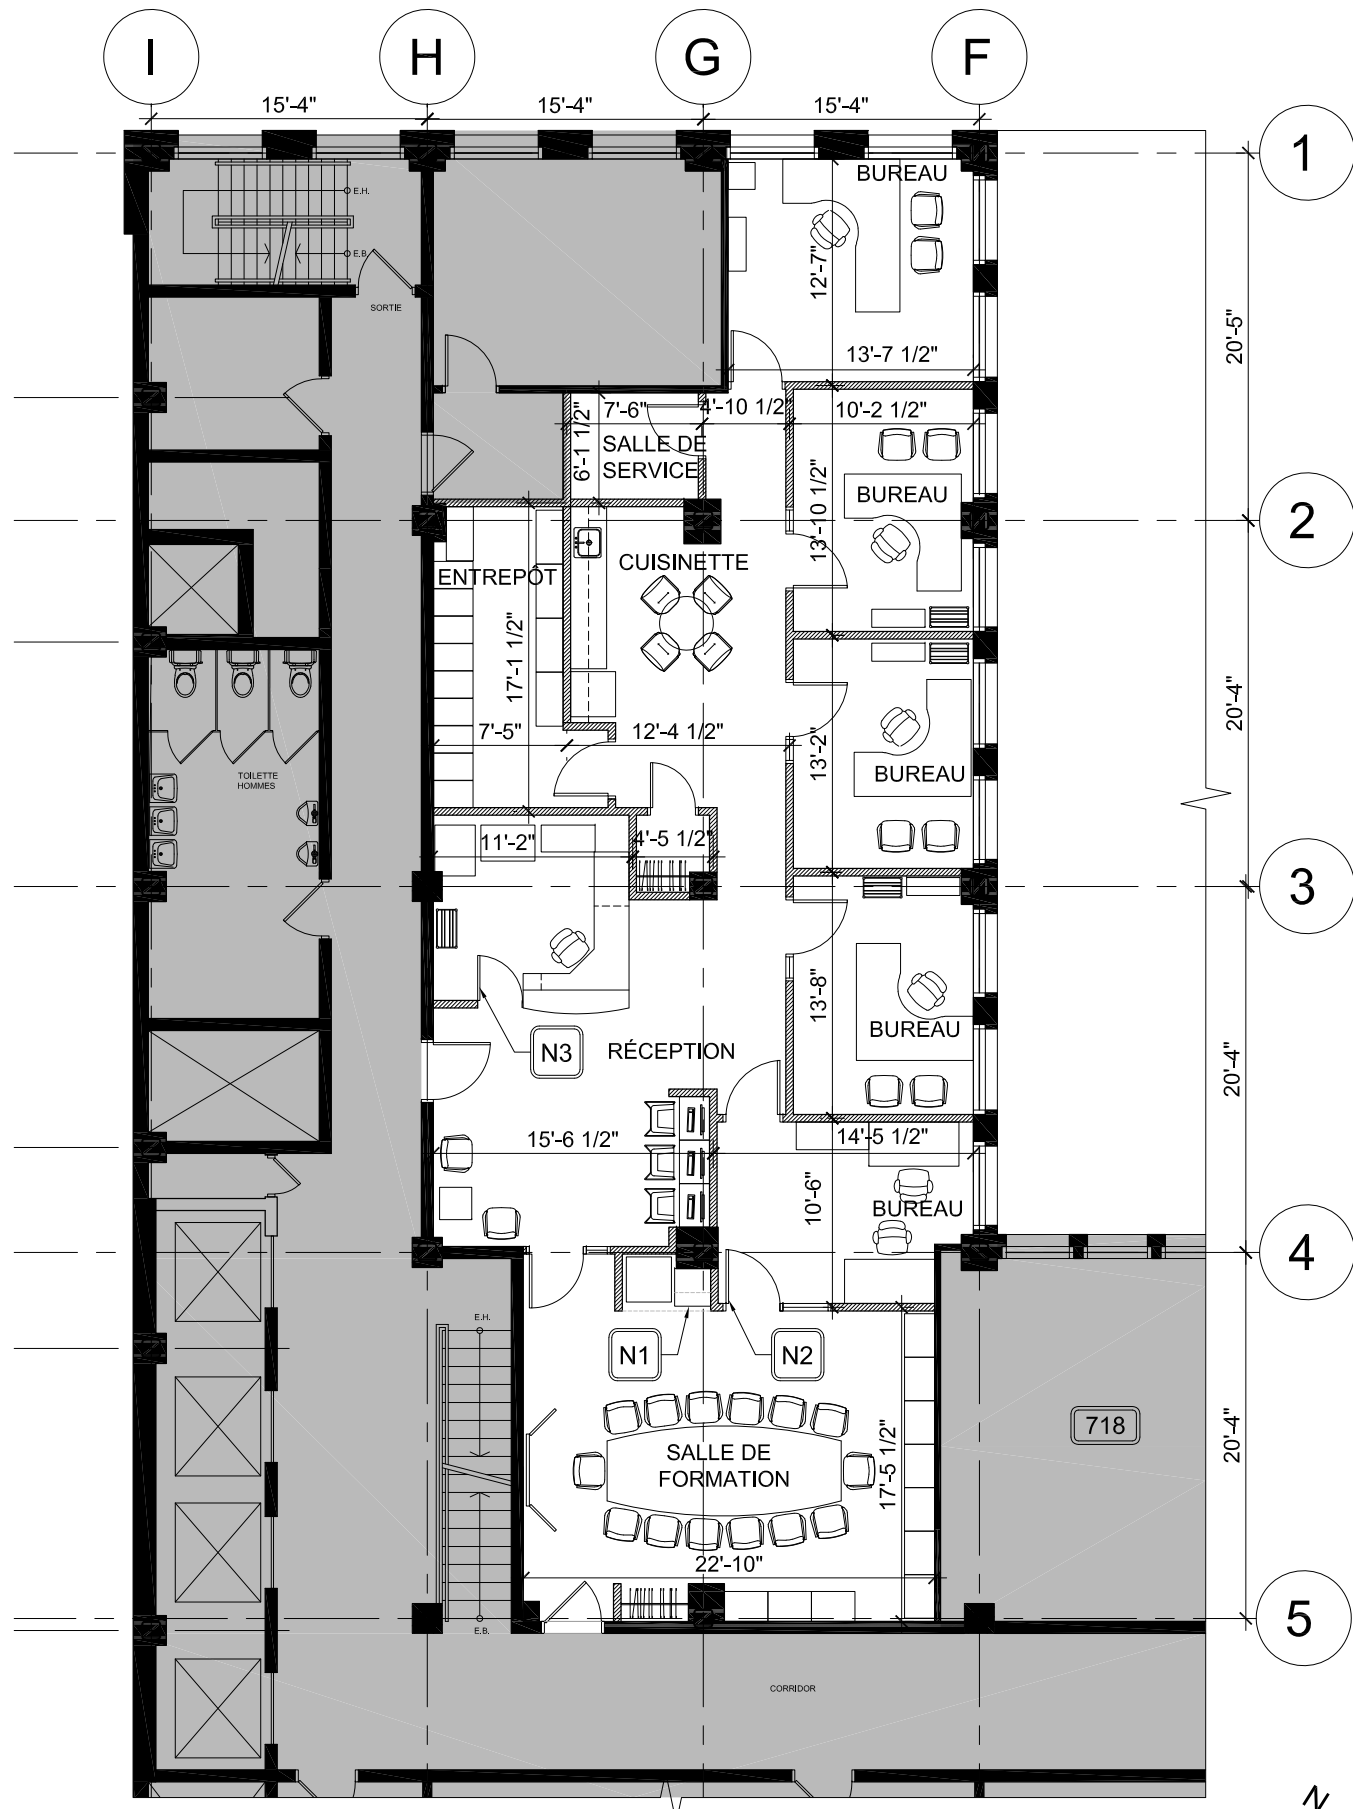 I
H
G
F
15'-4"
15'-4"
15'-4"
1
BUREAU
E.H.
E.B.
SORTIE
12'-7"
13'-7 1/2"
20'-5"
7'-6"
4'-10 1/2"
10'-2 1/2"
6'-1 1/2"
SALLE DE
SERVICE
BUREAU
13'-10 1/2"
2
ENTREPÔT
CUISINETTE
17'-1 1/2"
20'-4"
7'-5"
12'-4 1/2"
13'-2"
BUREAU
TOILETTE
HOMMES
11'-2"
4'-5 1/2"
3
13'-8"
BUREAU
N3
RÉCEPTION
20'-4"
15'-6 1/2"
14'-5 1/2"
10'-6"
BUREAU
4
E.H.
N1
N2
718
20'-4"
SALLE DE
FORMATION
17'-5 1/2"
22'-10"
E.B.
5
CORRIDOR
N